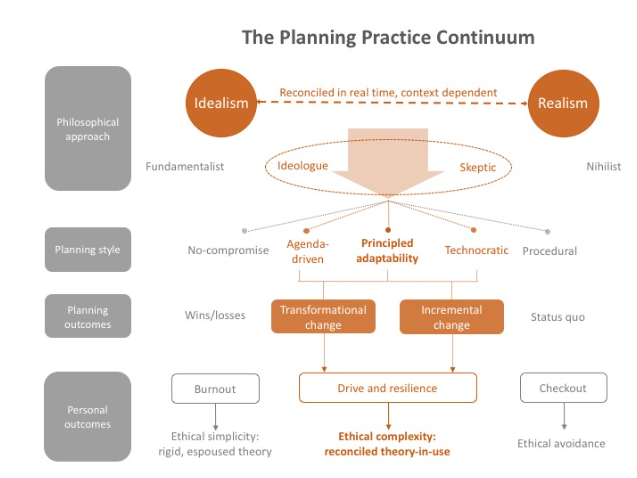 The Planning Practice Continuum
Philosophical
approach
Idealism
Reconciled in real time, context dependent
Realism
Fundamentalist
Ideologue
Skeptic
Nihilist
Planning style
No-compromise
Agenda-
driven
Principled
adaptability
Technocratic
Procedural
Planning
outcomes
Wins/losses
Transformational
change
Incremental
change
Status quo
Personal
outcomes
Burnout
Drive and resilience
Checkout
Ethical simplicity:
rigid, espoused theory
Ethical complexity:
reconciled theory-in-use
Ethical avoidance